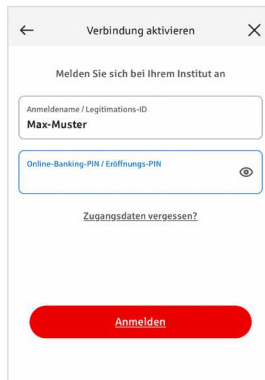 Verbindung aktivieren
Melden Sie sich bei Ihrem Institut an
Anmeldename / Legitimations-ID
Max-Muster
Online-Banking-PIN / Eröffnungs-PIN
Zugangsdaten vergessen?
Anmelden